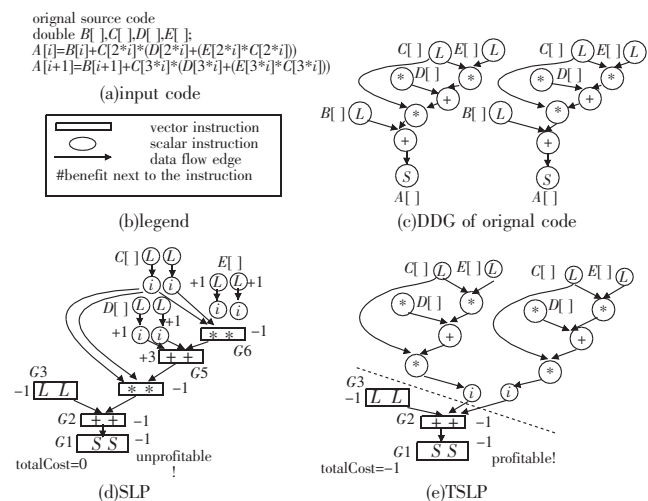 orignal source code
double B[ ],C[ ],D[ ],E[ ];
A[i]=B[i]+C[2*i]*(D[2*i]+(E[2*i]*C[2*i]))
A[i+1]=B[i+1]+C[3*i]*(D[3*i]+(E[3*i]*C[3*i]))
(a)input code
vector instruction
scalar instruction
data flow edge
#benefit next to the instruction
(b)legend
C[ ] L E[ ] L
* D[ ] *
+
*
B[ ] L
+
S
A[ ]
C[ ] L E[ ] L
* D[ ] *
+
*
B[ ] L
+
S
A[ ]
(c)DDG of orignal code
C[ ] L L
E[ ]
i i
+1 L L +1
i i
D[ ] L L
+1
+1 i i
* * -1
G6
+3 + +
G5
* * -1
G3
-1 L L
G2 + + -1
G1 S S -1
totalCost=0
unprofitable
!
(d)SLP
C[ ] L E[ ] L
* D[ ] *
+
*
i
C[ ] L E[ ] L
* D[ ] *
+
*
i
G3
-1 L L
G2 + + -1
G1 S S -1
totalCost=-1
profitable!
(e)TSLP